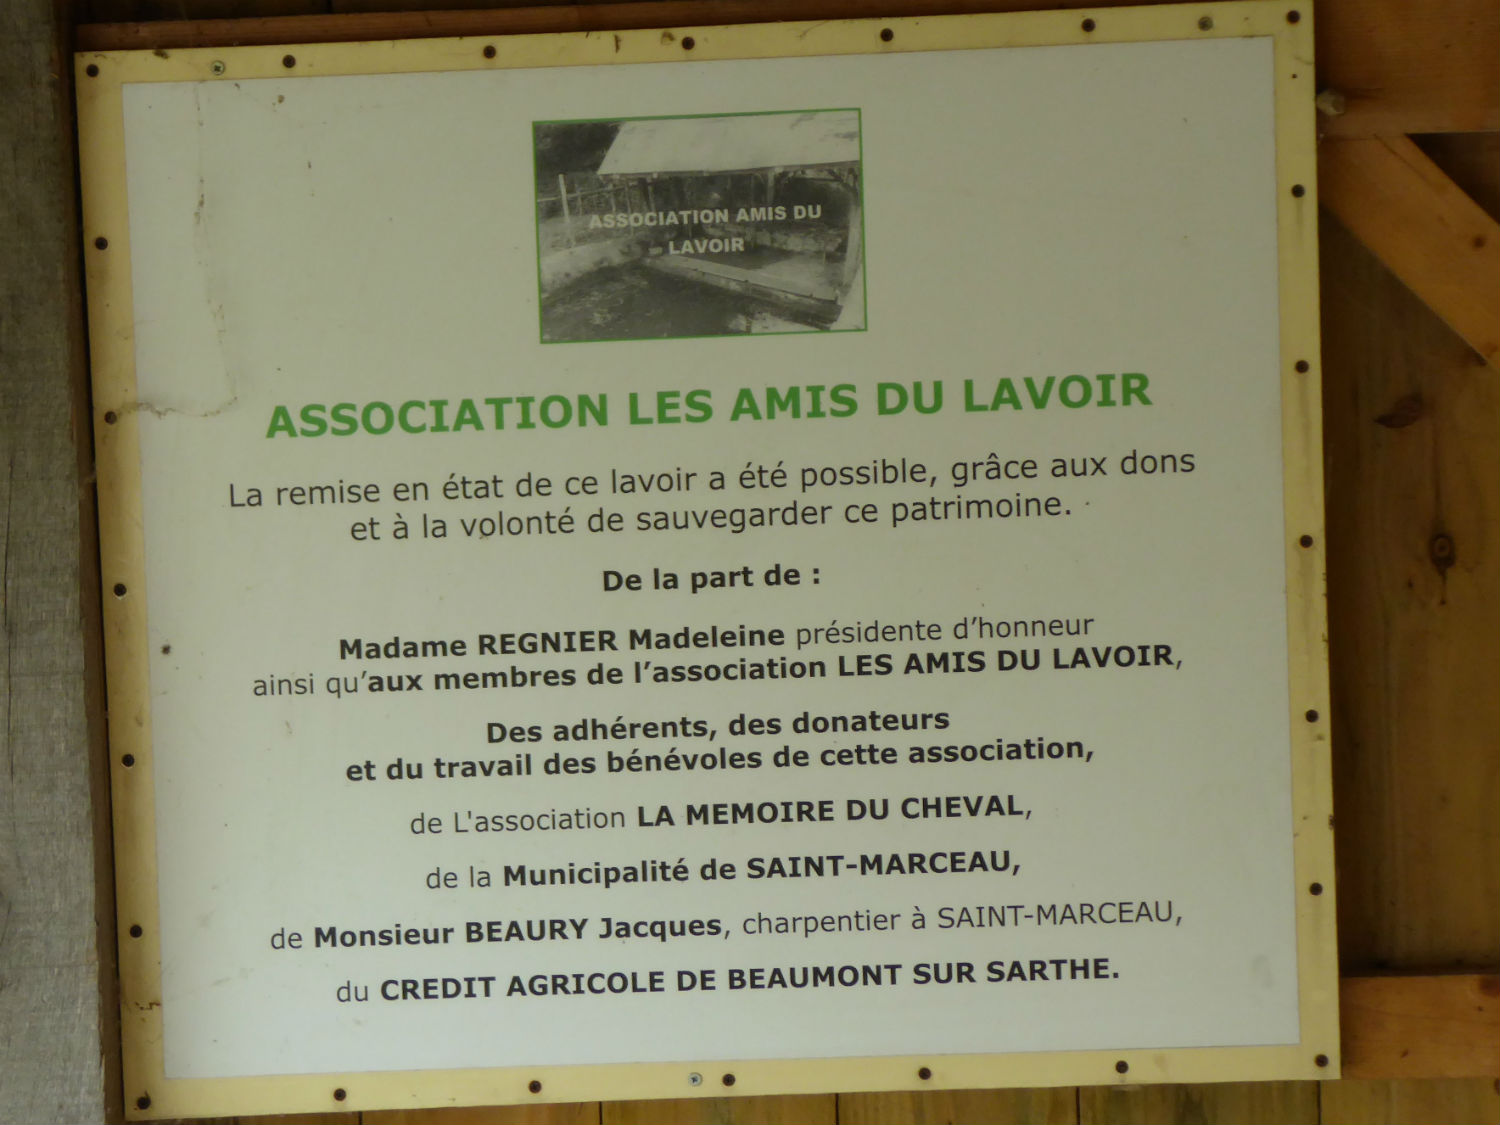 ASSOCIATION AMIS DU
LAVOIR
ASSOCIATION LES AMIS DU LAVOIR
La remise en état de ce lavoir a été possible, grâce aux dons
et à la volonté de sauvegarder ce patrimoine.
De la part de :
Madame REGNIER Madeleine présidente d’honneur
ainsi qu’aux membres de l’association LES AMIS DU LAVOIR,
Des adhérents, des donateurs
et du travail des bénévoles de cette association,
de L'association LA MEMOIRE DU CHEVAL,
de la Municipalité de SAINT-MARCEAU,
de Monsieur BEAURY Jacques, charpentier à SAINT-MARCEAU,
du CREDIT AGRICOLE DE BEAUMONT SUR SARTHE.